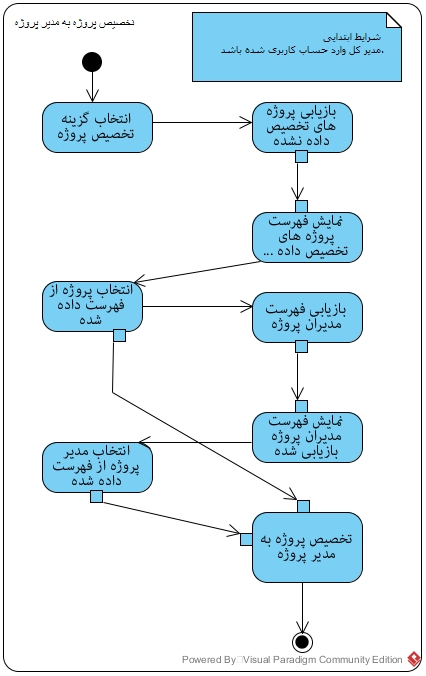 تخصیص پروژه به مدیر پروژه
شرایط ابتدایی
مدیر کل وارد حساب کاربری شده باشد.
انتخاب گزینه
تخصیص پروژه
بازیابی پروژه
های تخصیص
داده نشده
نمایش فهرست
پروژه های
تخصیص داده ...
انتخاب پروژه از
فهرست داده
شده
بازیابی فهرست
مدیران پروژه
نمایش فهرست
مدیران پروژه
بازیابی شده
انتخاب مدیر
پروژه از فهرست
داده شده
تخصیص پروژه به
مدیر پروژه
Powered By Visual Paradigm Community Edition